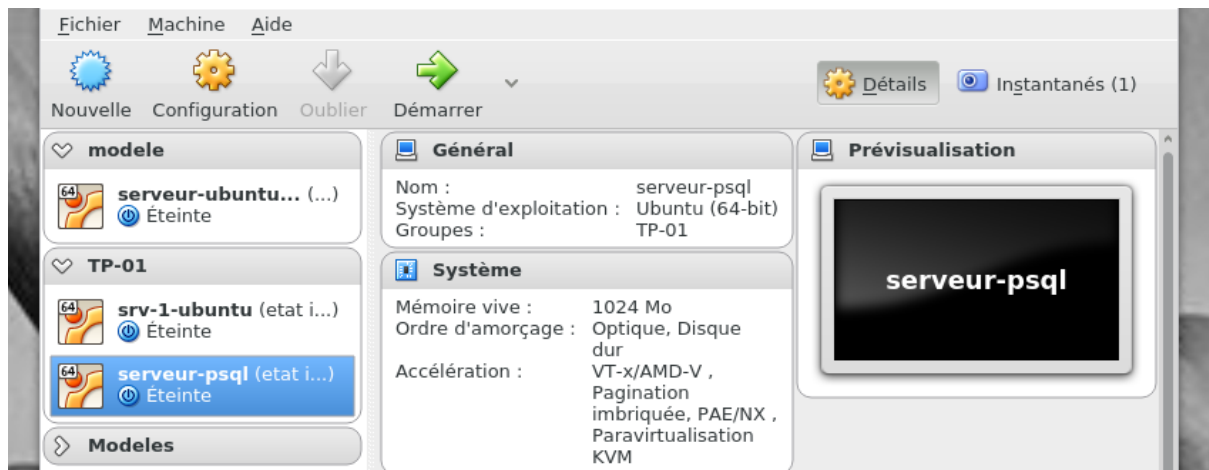 Fichier Machine Aide
Nouvelle Configuration Oublier Démarrer
Détails Instantanés (1)
modele
64
serveur-ubuntu... (...)
Éteinte
TP-01
64
srv-1-ubuntu (etat i...)
Éteinte
64
serveur-psql (etat i...)
Éteinte
Modeles
Général
Nom : serveur-psql
Système d'exploitation : Ubuntu (64-bit)
Groupes : TP-01
Système
Mémoire vive : 1024 Mo
Ordre d'amorçage : Optique, Disque
dur
Accélération : VT-x/AMD-V ,
Pagination
imbriquée, PAE/NX ,
Paravirtualisation
KVM
Prévisualisation
serveur-psql